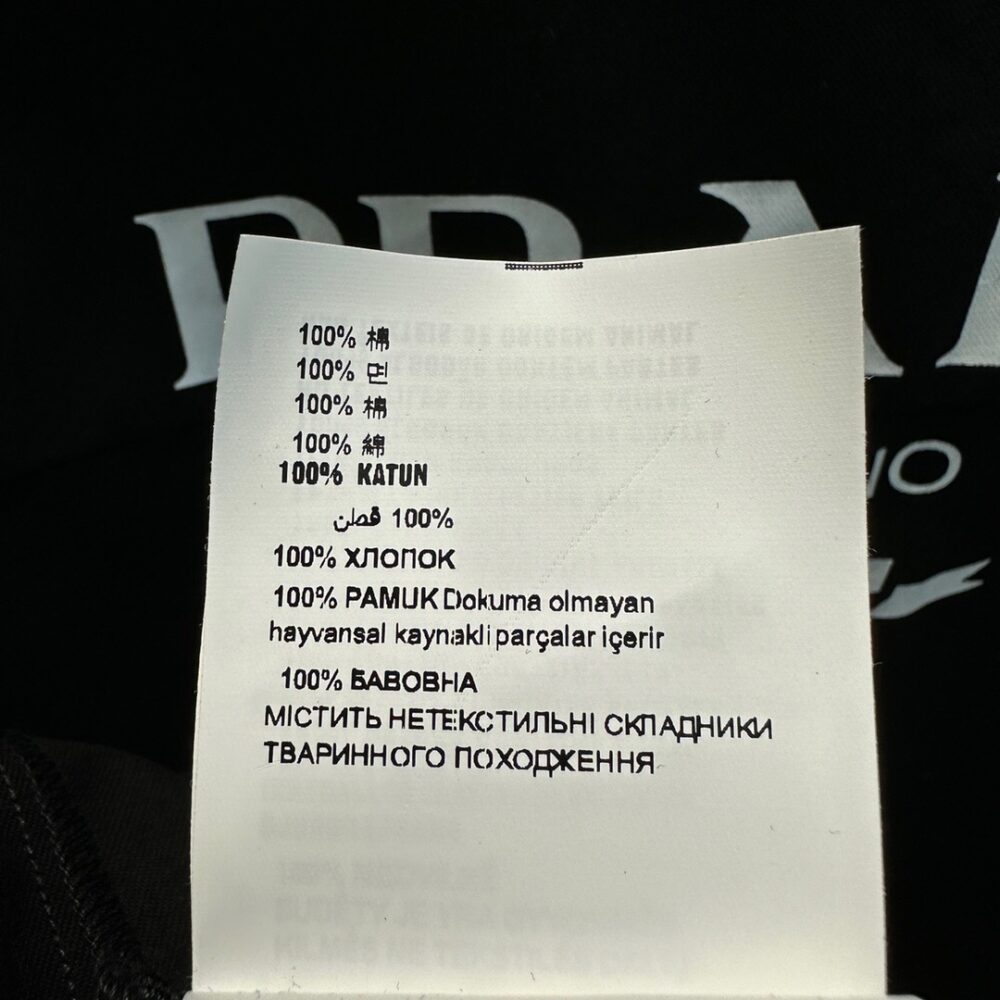 PRA
100% 棉
100% 면
100% 棉
100% 綿
100% KATUN
100% قطن
100% ХЛОПОК
100% PAMUK Dokuma olmayan
hayvansal kaynakli parçalar içerir
100% БАВОВНА
МІСТИТЬ НЕТЕКСТИЛЬНІ СКЛАДНИКИ
ТВАРИННОГО ПОХОДЖЕННЯ